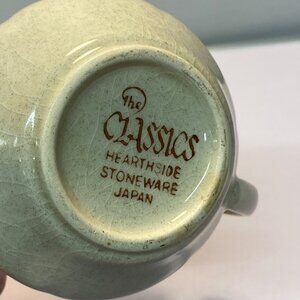 The
CLASSICS
HEARTHSIDE
STONEWARE
JAPAN